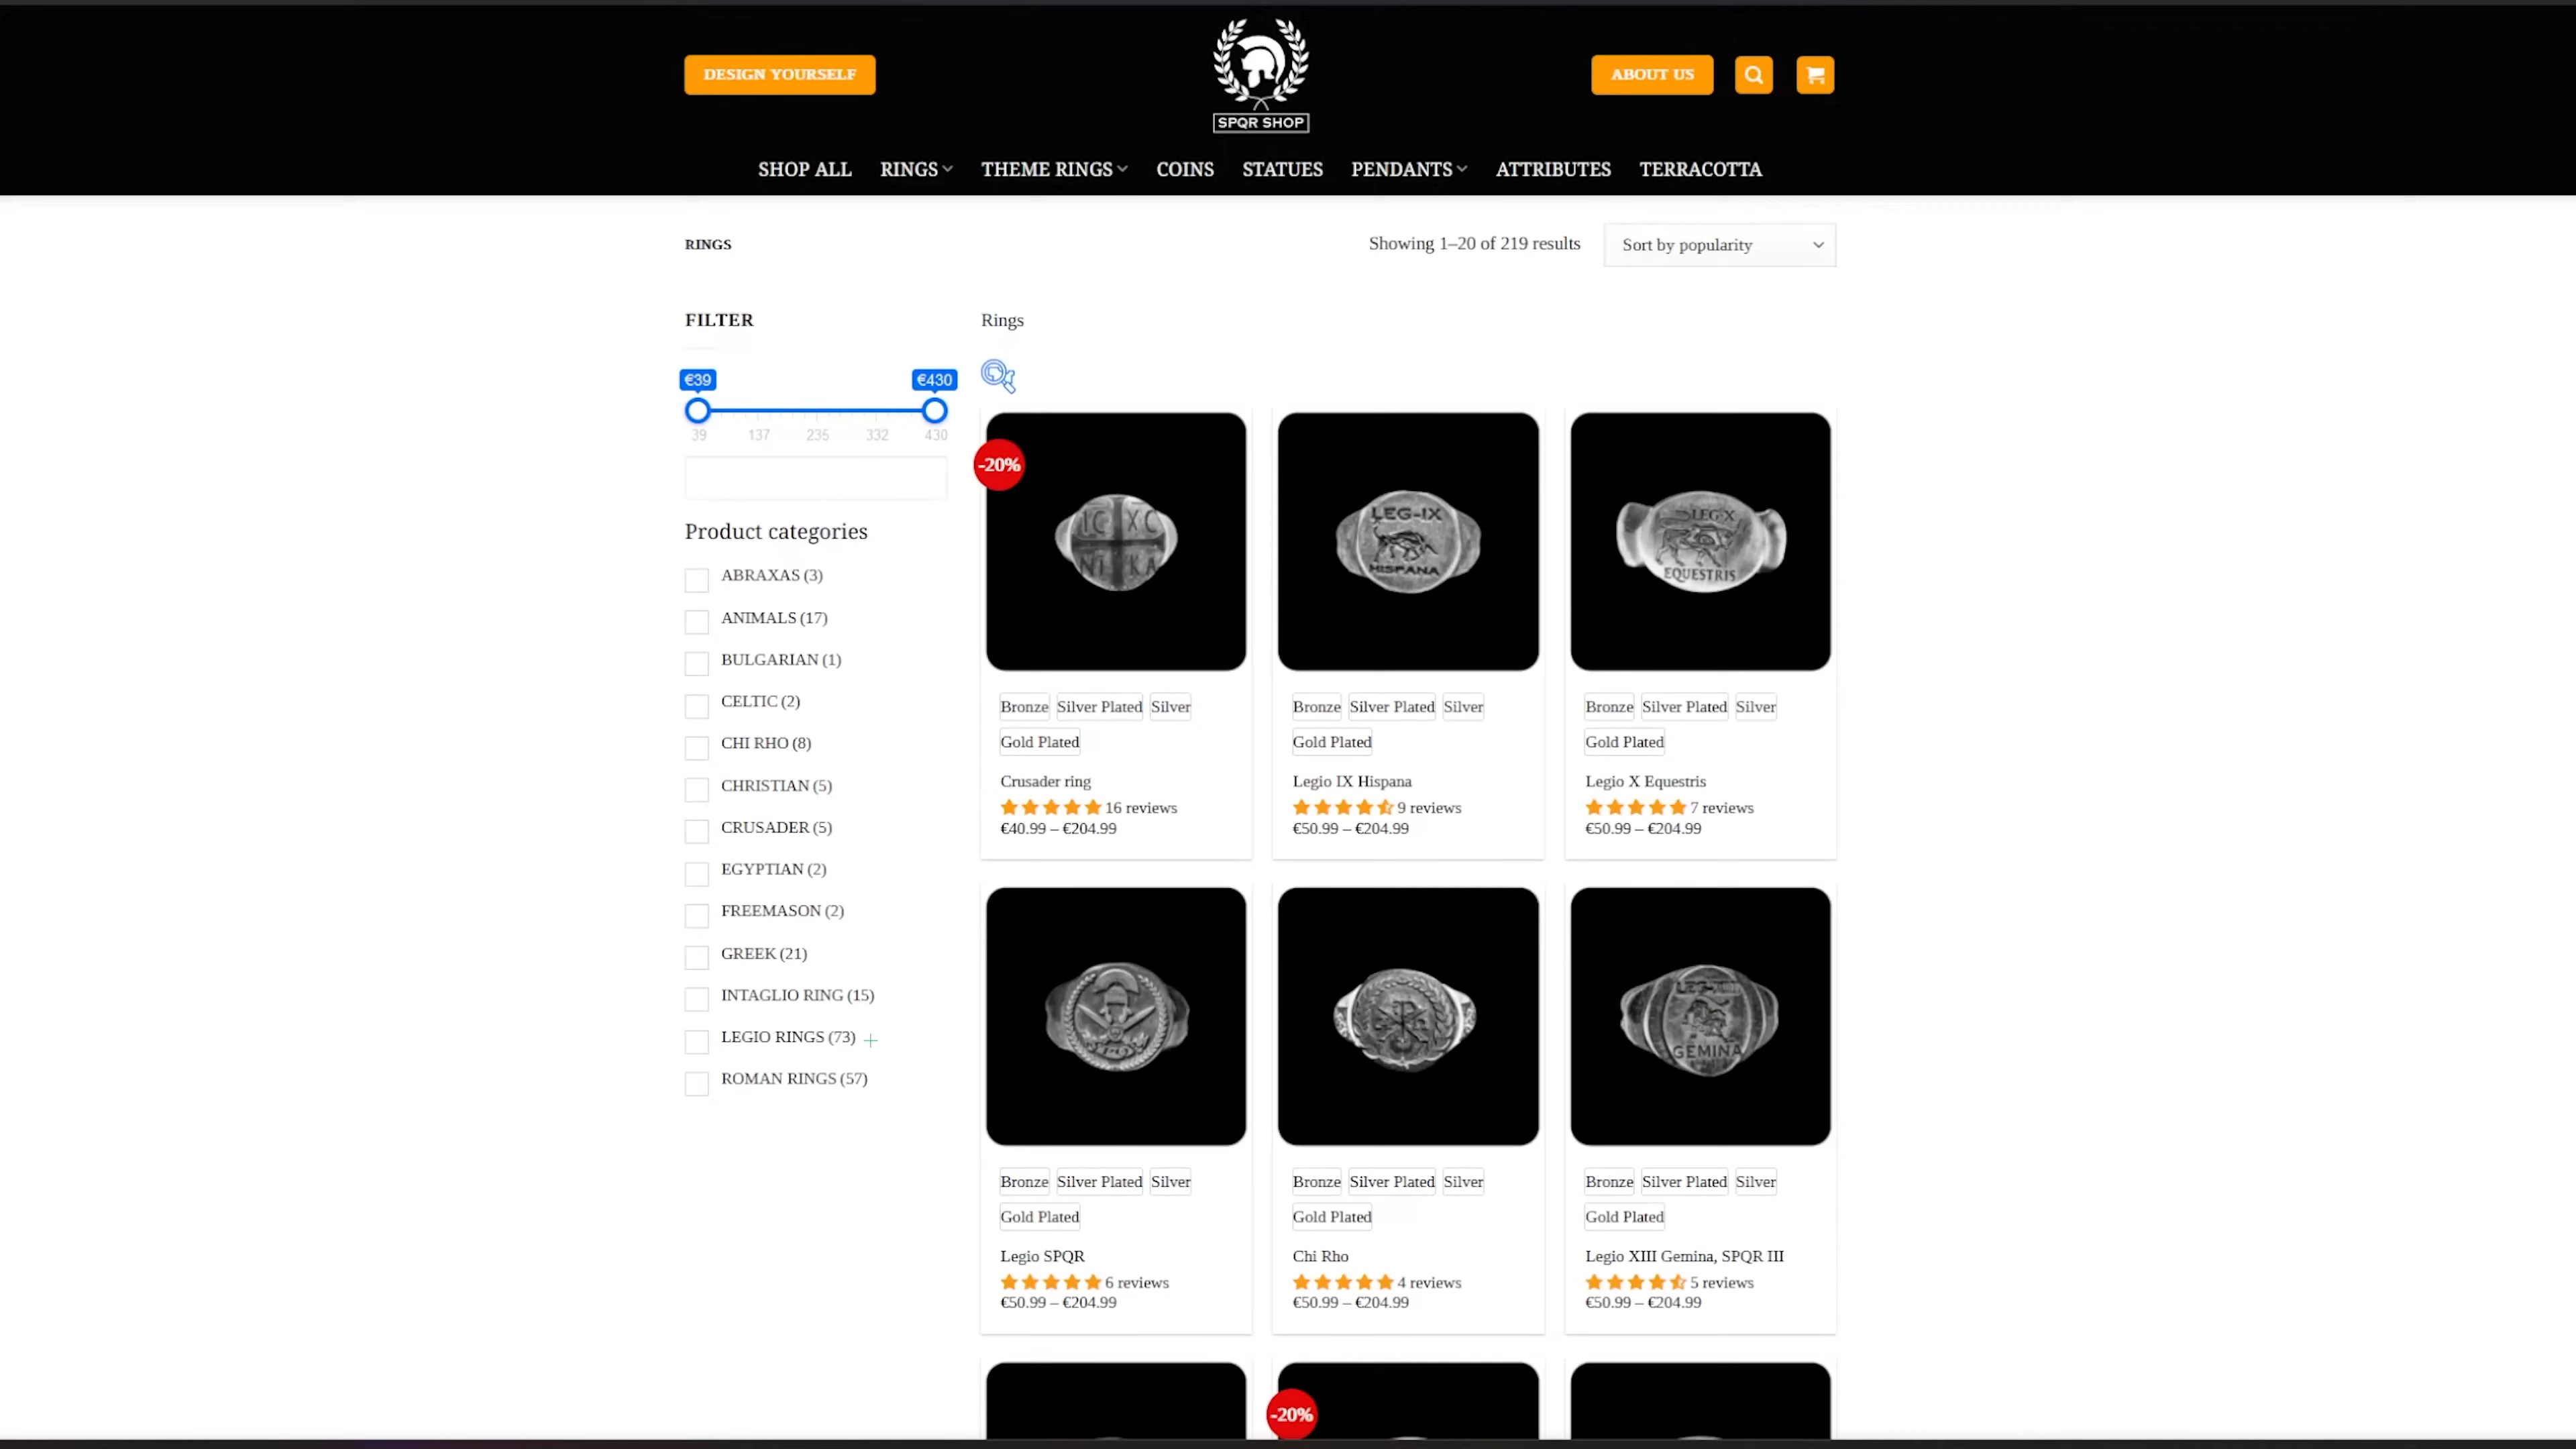 DESIGN YOURSELF
SPQR SHOP
ABOUT US
SHOP ALL RINGS THEME RINGS COINS STATUES PENDANTS ATTRIBUTES TERRACOTTA
RINGS
Showing 1–20 of 219 results
Sort by popularity
FILTER
€39 €430
39 137 235 332 430
Product categories
ABRAXAS (3)
ANIMALS (17)
BULGARIAN (1)
CELTIC (2)
CHI RHO (8)
CHRISTIAN (5)
CRUSADER (5)
EGYPTIAN (2)
FREEMASON (2)
GREEK (21)
INTAGLIO RING (15)
LEGIO RINGS (73) +
ROMAN RINGS (57)
Rings
-20%
IC XC
NI KA
LEG-IX
HISPANA
LEG X
EQUESTRIS
Bronze Silver Plated Silver
Gold Plated
Crusader ring
16 reviews
€40.99 – €204.99
Bronze Silver Plated Silver
Gold Plated
Legio IX Hispana
9 reviews
€50.99 – €204.99
Bronze Silver Plated Silver
Gold Plated
Legio X Equestris
7 reviews
€50.99 – €204.99
SPQR
LEG-XIII
GEMINA
Bronze Silver Plated Silver
Gold Plated
Legio SPQR
6 reviews
€50.99 – €204.99
Bronze Silver Plated Silver
Gold Plated
Chi Rho
4 reviews
€50.99 – €204.99
Bronze Silver Plated Silver
Gold Plated
Legio XIII Gemina, SPQR III
5 reviews
€50.99 – €204.99
-20%